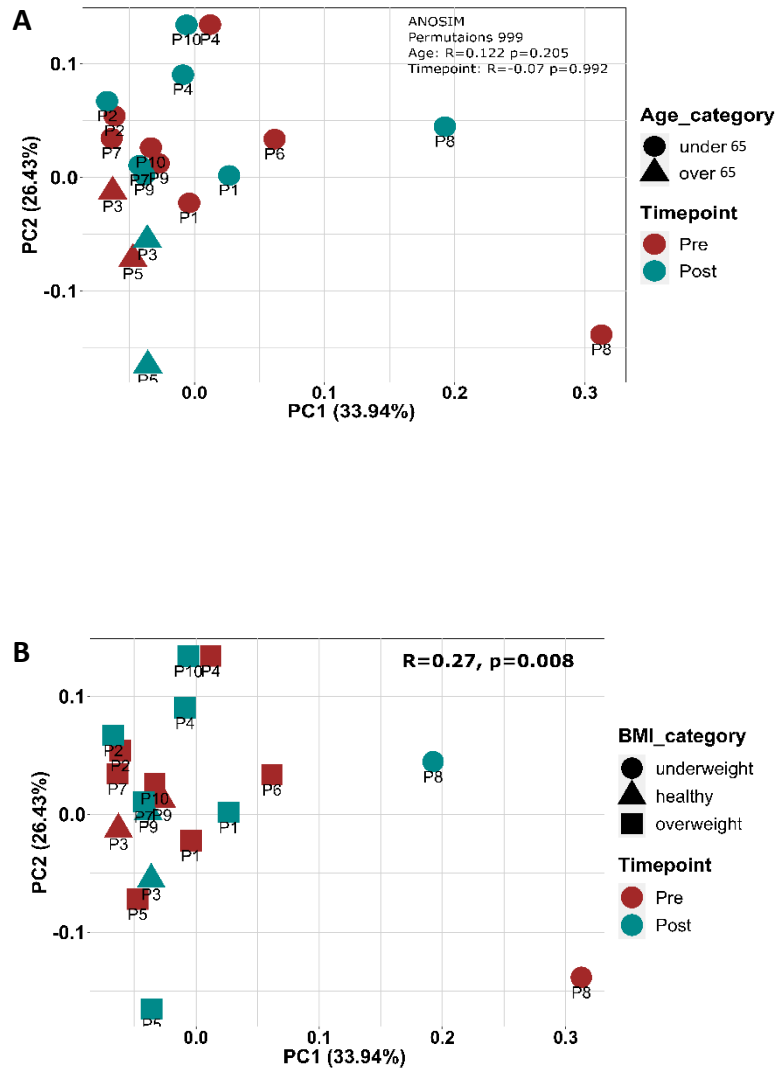 A
ANOSIM
Permutaions 999
Age: R=0.122 p=0.205
Timepoint: R=-0.07 p=0.992
P10 P4
P4
P2
P2
P7
P6
P8
P10
P7 P9
P9
P1
P3
P1
P3
P5
P8
P5
0.1
0.0
-0.1
PC2 (26.43%)
0.0 0.1 0.2 0.3
PC1 (33.94%)
Age_category
under 65
over 65
Timepoint
Pre
Post
B
R=0.27, p=0.008
P10 P4
P4
P2
P2
P7
P6
P8
P10
P7 P9
P9
P1
P3
P1
P3
P5
P8
P5
0.1
0.0
-0.1
PC2 (26.43%)
0.0 0.1 0.2 0.3
PC1 (33.94%)
BMI_category
underweight
healthy
overweight
Timepoint
Pre
Post